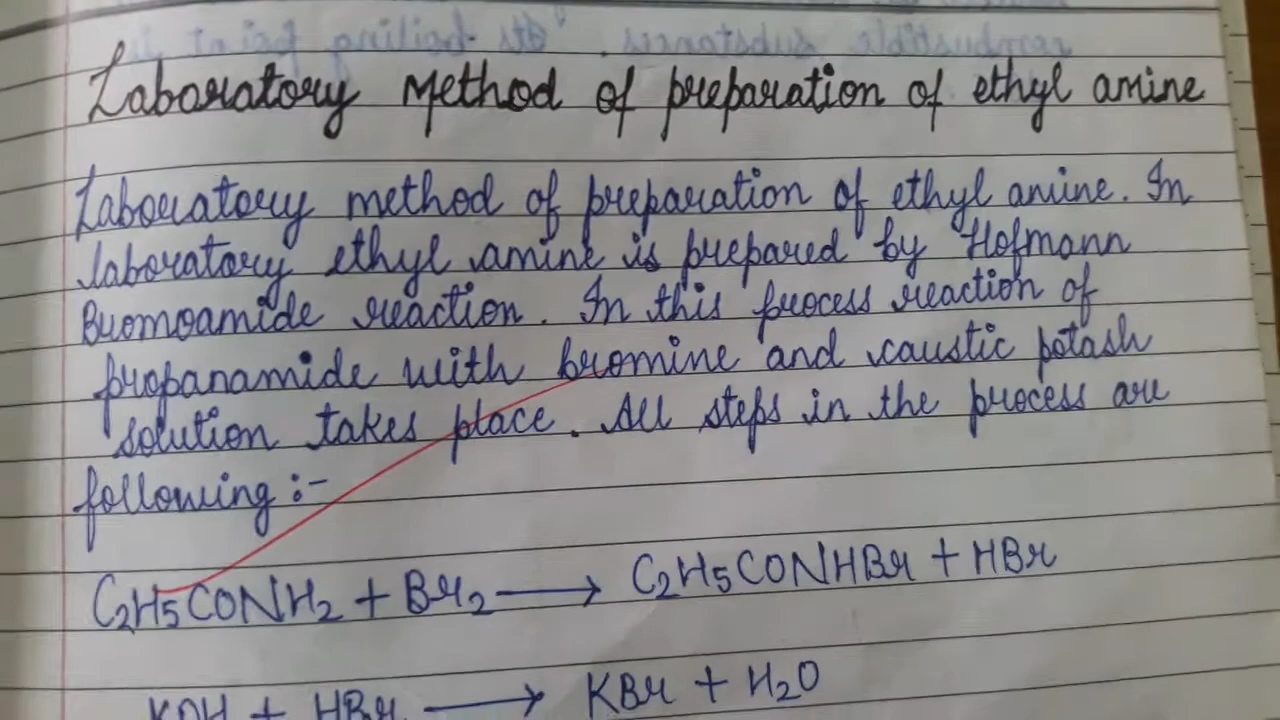 Laboratory Method of preparation of ethyl amine
Laboratory method of preparation of ethyl amine. In
laboratory ethyl amine is prepared by Hofmann
Bromoamide reaction. In this process reaction of
propanamide with bromine and caustic potash
solution takes place. All steps in the process are
following :-
C2H5CONH2 + Br2 ⟶ C2H5CONHBr + HBr
KOH + HBr ⟶ KBr + H2O